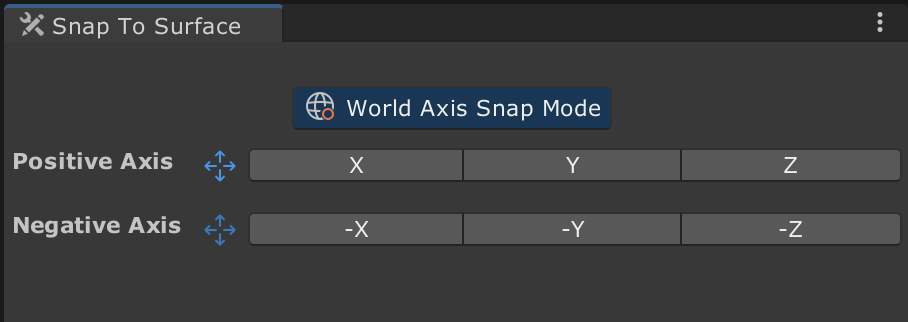 Snap To Surface
World Axis Snap Mode
Positive Axis X Y Z
Negative Axis -X -Y -Z